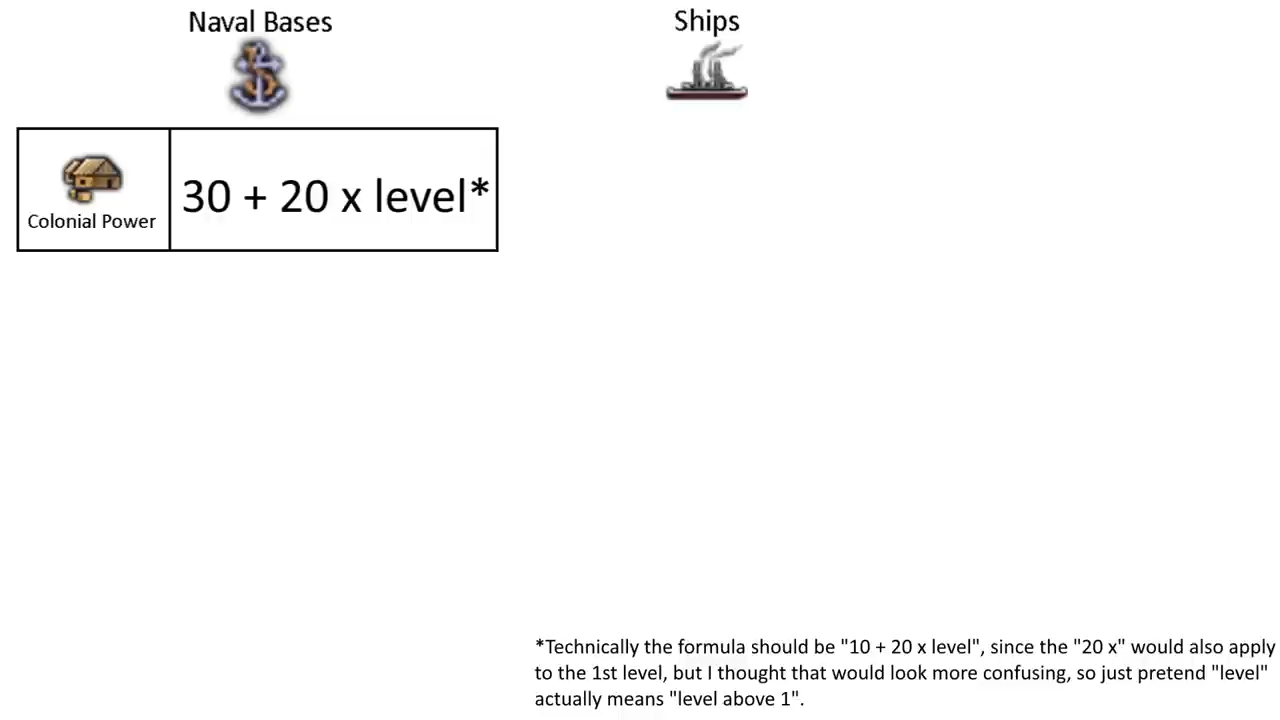 Naval Bases
Ships
Colonial Power
30 + 20 x level*
*Technically the formula should be "10 + 20 x level", since the "20 x" would also apply
to the 1st level, but I thought that would look more confusing, so just pretend "level"
actually means "level above 1".